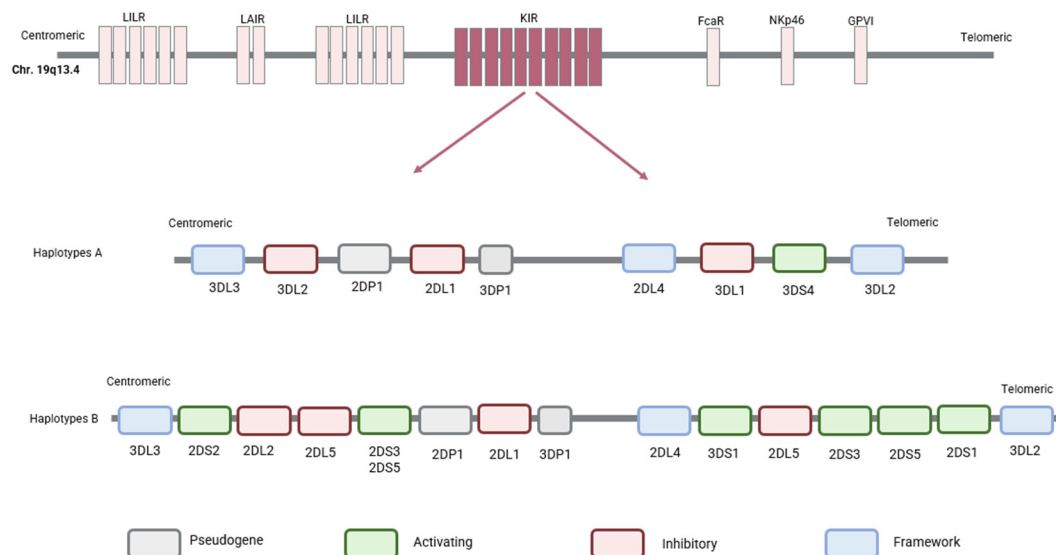 LILR
LAIR
LILR
KIR
FcaR
NKp46
GPVI
Centromeric
Telomeric
Chr. 19q13.4
Centromeric
Telomeric
Haplotypes A
3DL3
3DL2
2DP1
2DL1
3DP1
2DL4
3DL1
3DS4
3DL2
Centromeric
Telomeric
Haplotypes B
3DL3
2DS2
2DL2
2DL5
2DS3
2DS5
2DP1
2DL1
3DP1
2DL4
3DS1
2DL5
2DS3
2DS5
2DS1
3DL2
Pseudogene
Activating
Inhibitory
Framework